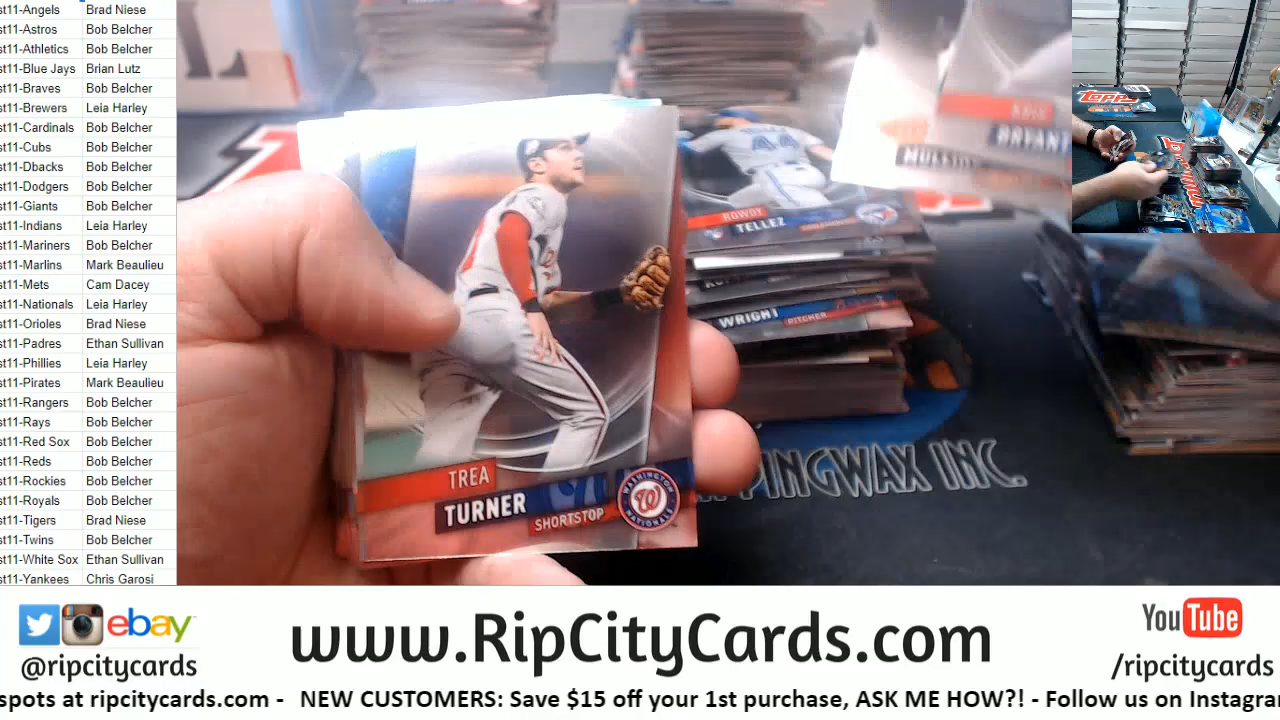 st11-Angels Brad Niese
st11-Astros Bob Belcher
st11-Athletics Bob Belcher
st11-Blue Jays Brian Lutz
st11-Braves Bob Belcher
st11-Brewers Leia Harley
st11-Cardinals Bob Belcher
st11-Cubs Bob Belcher
st11-Dbacks Bob Belcher
st11-Dodgers Bob Belcher
st11-Giants Bob Belcher
st11-Indians Leia Harley
st11-Mariners Bob Belcher
st11-Marlins Mark Beaulieu
st11-Mets Cam Dacey
st11-Nationals Leia Harley
st11-Orioles Brad Niese
st11-Padres Ethan Sullivan
st11-Phillies Leia Harley
st11-Pirates Mark Beaulieu
st11-Rangers Bob Belcher
st11-Rays Bob Belcher
st11-Red Sox Bob Belcher
st11-Reds Bob Belcher
st11-Rockies Bob Belcher
st11-Royals Bob Belcher
st11-Tigers Brad Niese
st11-Twins Bob Belcher
st11-White Sox Ethan Sullivan
st11-Yankees Chris Garosi
KRIS
BRYANT
44
ROWDY
TELLEZ
WRIGHT
PITCHER
TREA
TURNER
SHORTSTOP
WASHINGTON
W
NATIONALS
PPINGWAX INC.
Topps
ebay
@ripcitycards
www.RipCityCards.com
YouTube
/ripcitycards
spots at ripcitycards.com - NEW CUSTOMERS: Save $15 off your 1st purchase, ASK ME HOW?! - Follow us on Instagra